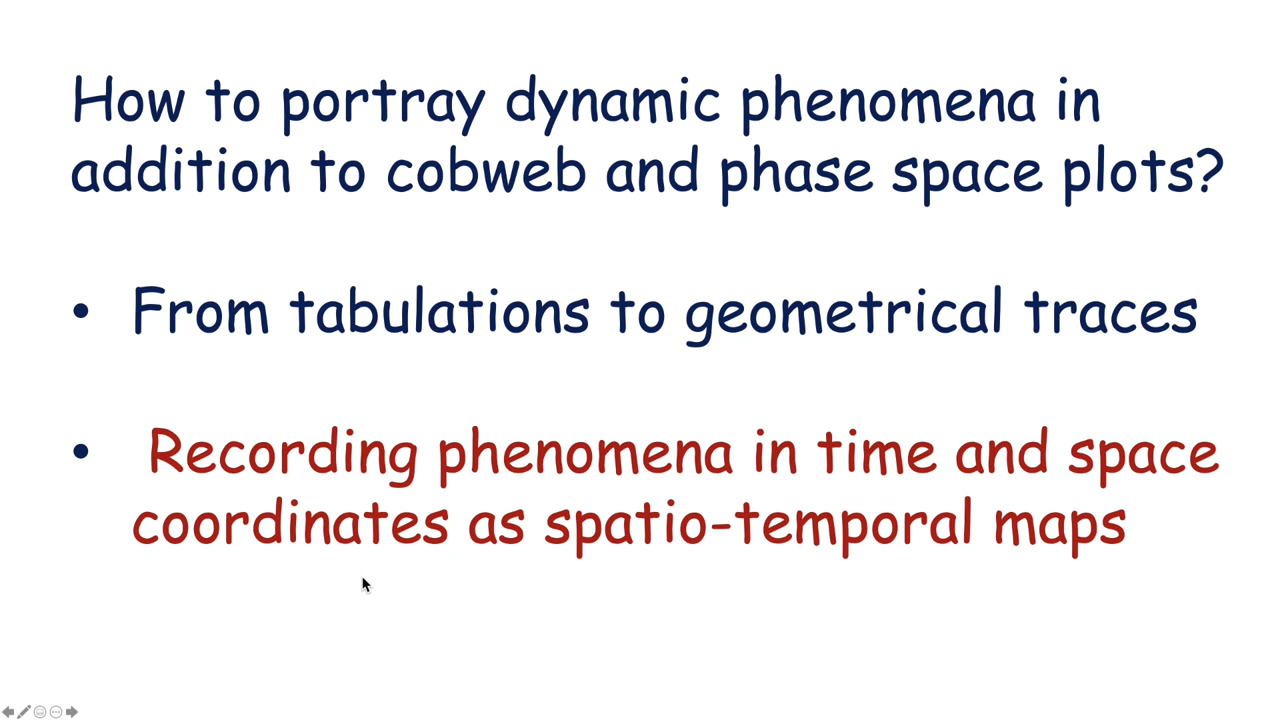 How to portray dynamic phenomena in
addition to cobweb and phase space plots?
• From tabulations to geometrical traces
• Recording phenomena in time and space
coordinates as spatio-temporal maps